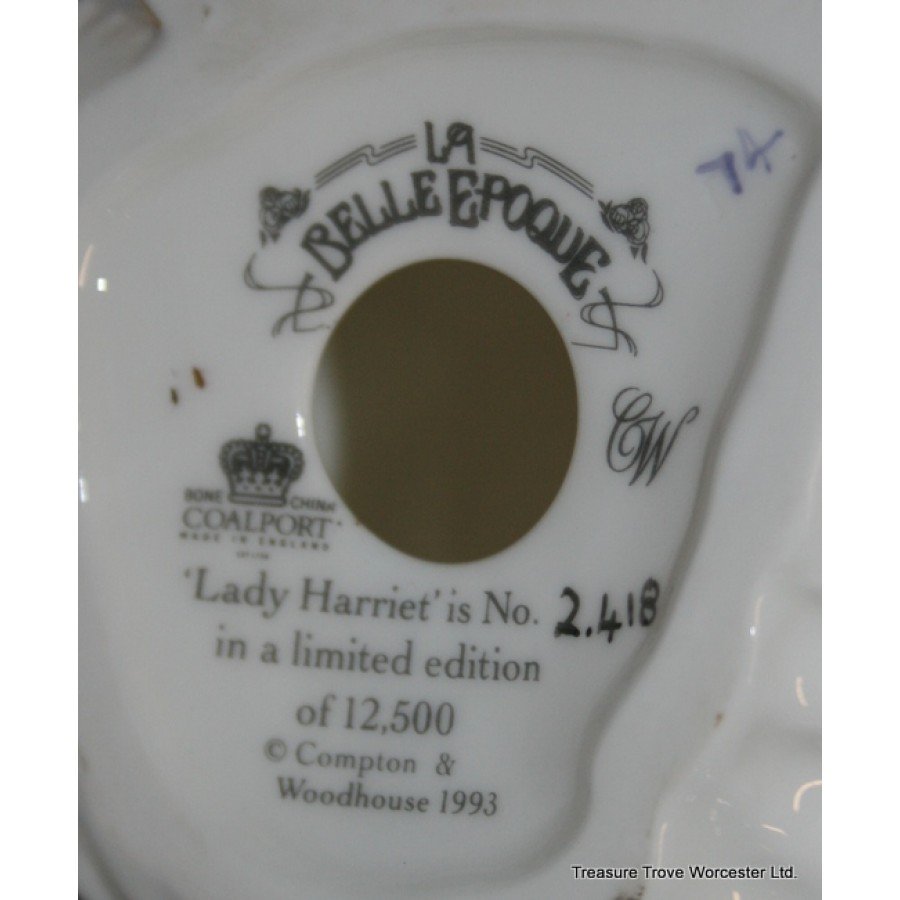 LA
BELLE EPOQUE
CW
BONE CHINA
COALPORT
MADE IN ENGLAND
'Lady Harriet' is No. 2.418
in a limited edition
of 12,500
© Compton &
Woodhouse 1993
Treasure Trove Worcester Ltd.